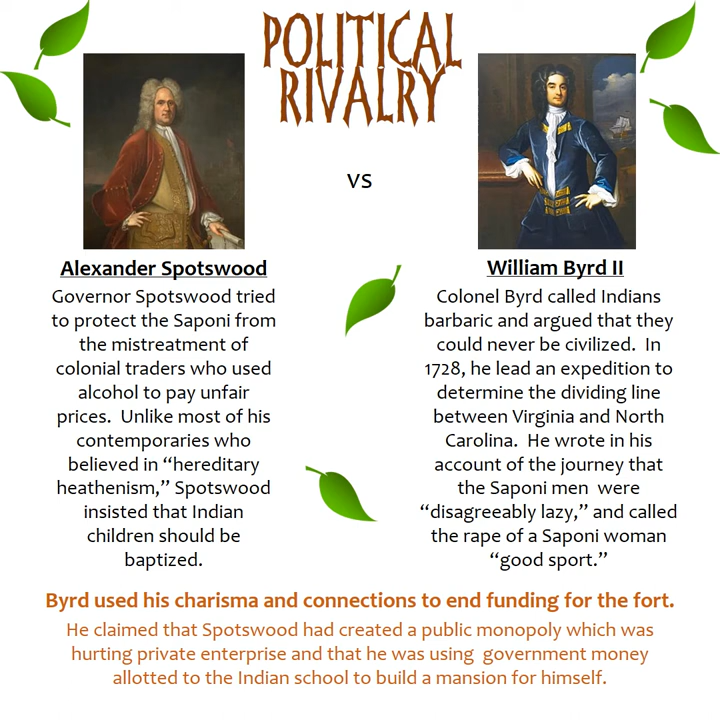 POLITICAL
RIVALRY
vs
Alexander Spotswood
Governor Spotswood tried
to protect the Saponi from
the mistreatment of
colonial traders who used
alcohol to pay unfair
prices.  Unlike most of his
contemporaries who
believed in “hereditary
heathenism,” Spotswood
insisted that Indian
children should be
baptized.
William Byrd II
Colonel Byrd called Indians
barbaric and argued that they
could never be civilized.  In
1728, he lead an expedition to
determine the dividing line
between Virginia and North
Carolina.  He wrote in his
account of the journey that
the Saponi men  were
“disagreeably lazy,” and called
the rape of a Saponi woman
“good sport.”
Byrd used his charisma and connections to end funding for the fort.
He claimed that Spotswood had created a public monopoly which was
hurting private enterprise and that he was using  government money
allotted to the Indian school to build a mansion for himself.